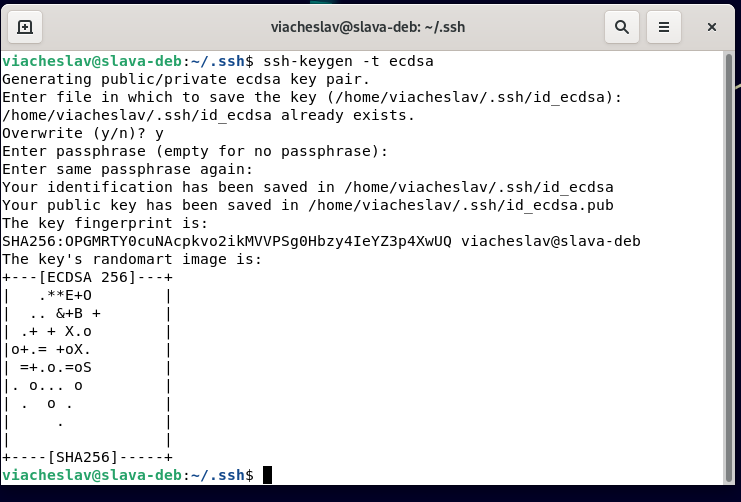 viacheslav@slava-deb: ~/.ssh
viacheslav@slava-deb:~/.ssh$ ssh-keygen -t ecdsa
Generating public/private ecdsa key pair.
Enter file in which to save the key (/home/viacheslav/.ssh/id_ecdsa):
/home/viacheslav/.ssh/id_ecdsa already exists.
Overwrite (y/n)? y
Enter passphrase (empty for no passphrase):
Enter same passphrase again:
Your identification has been saved in /home/viacheslav/.ssh/id_ecdsa
Your public key has been saved in /home/viacheslav/.ssh/id_ecdsa.pub
The key fingerprint is:
SHA256:OPGMRTY0cuNAcpkvo2ikMVVPSg0Hbzy4IeYZ3p4XwUQ viacheslav@slava-deb
The key's randomart image is:
+---[ECDSA 256]---+
|   .**E+O        |
|  .. &+B +       |
| .+ + X.o        |
|o+.= +oX.        |
| =+.o.=oS        |
|. o... o         |
| .  o .          |
|     .           |
|                 |
+----[SHA256]-----+
viacheslav@slava-deb:~/.ssh$